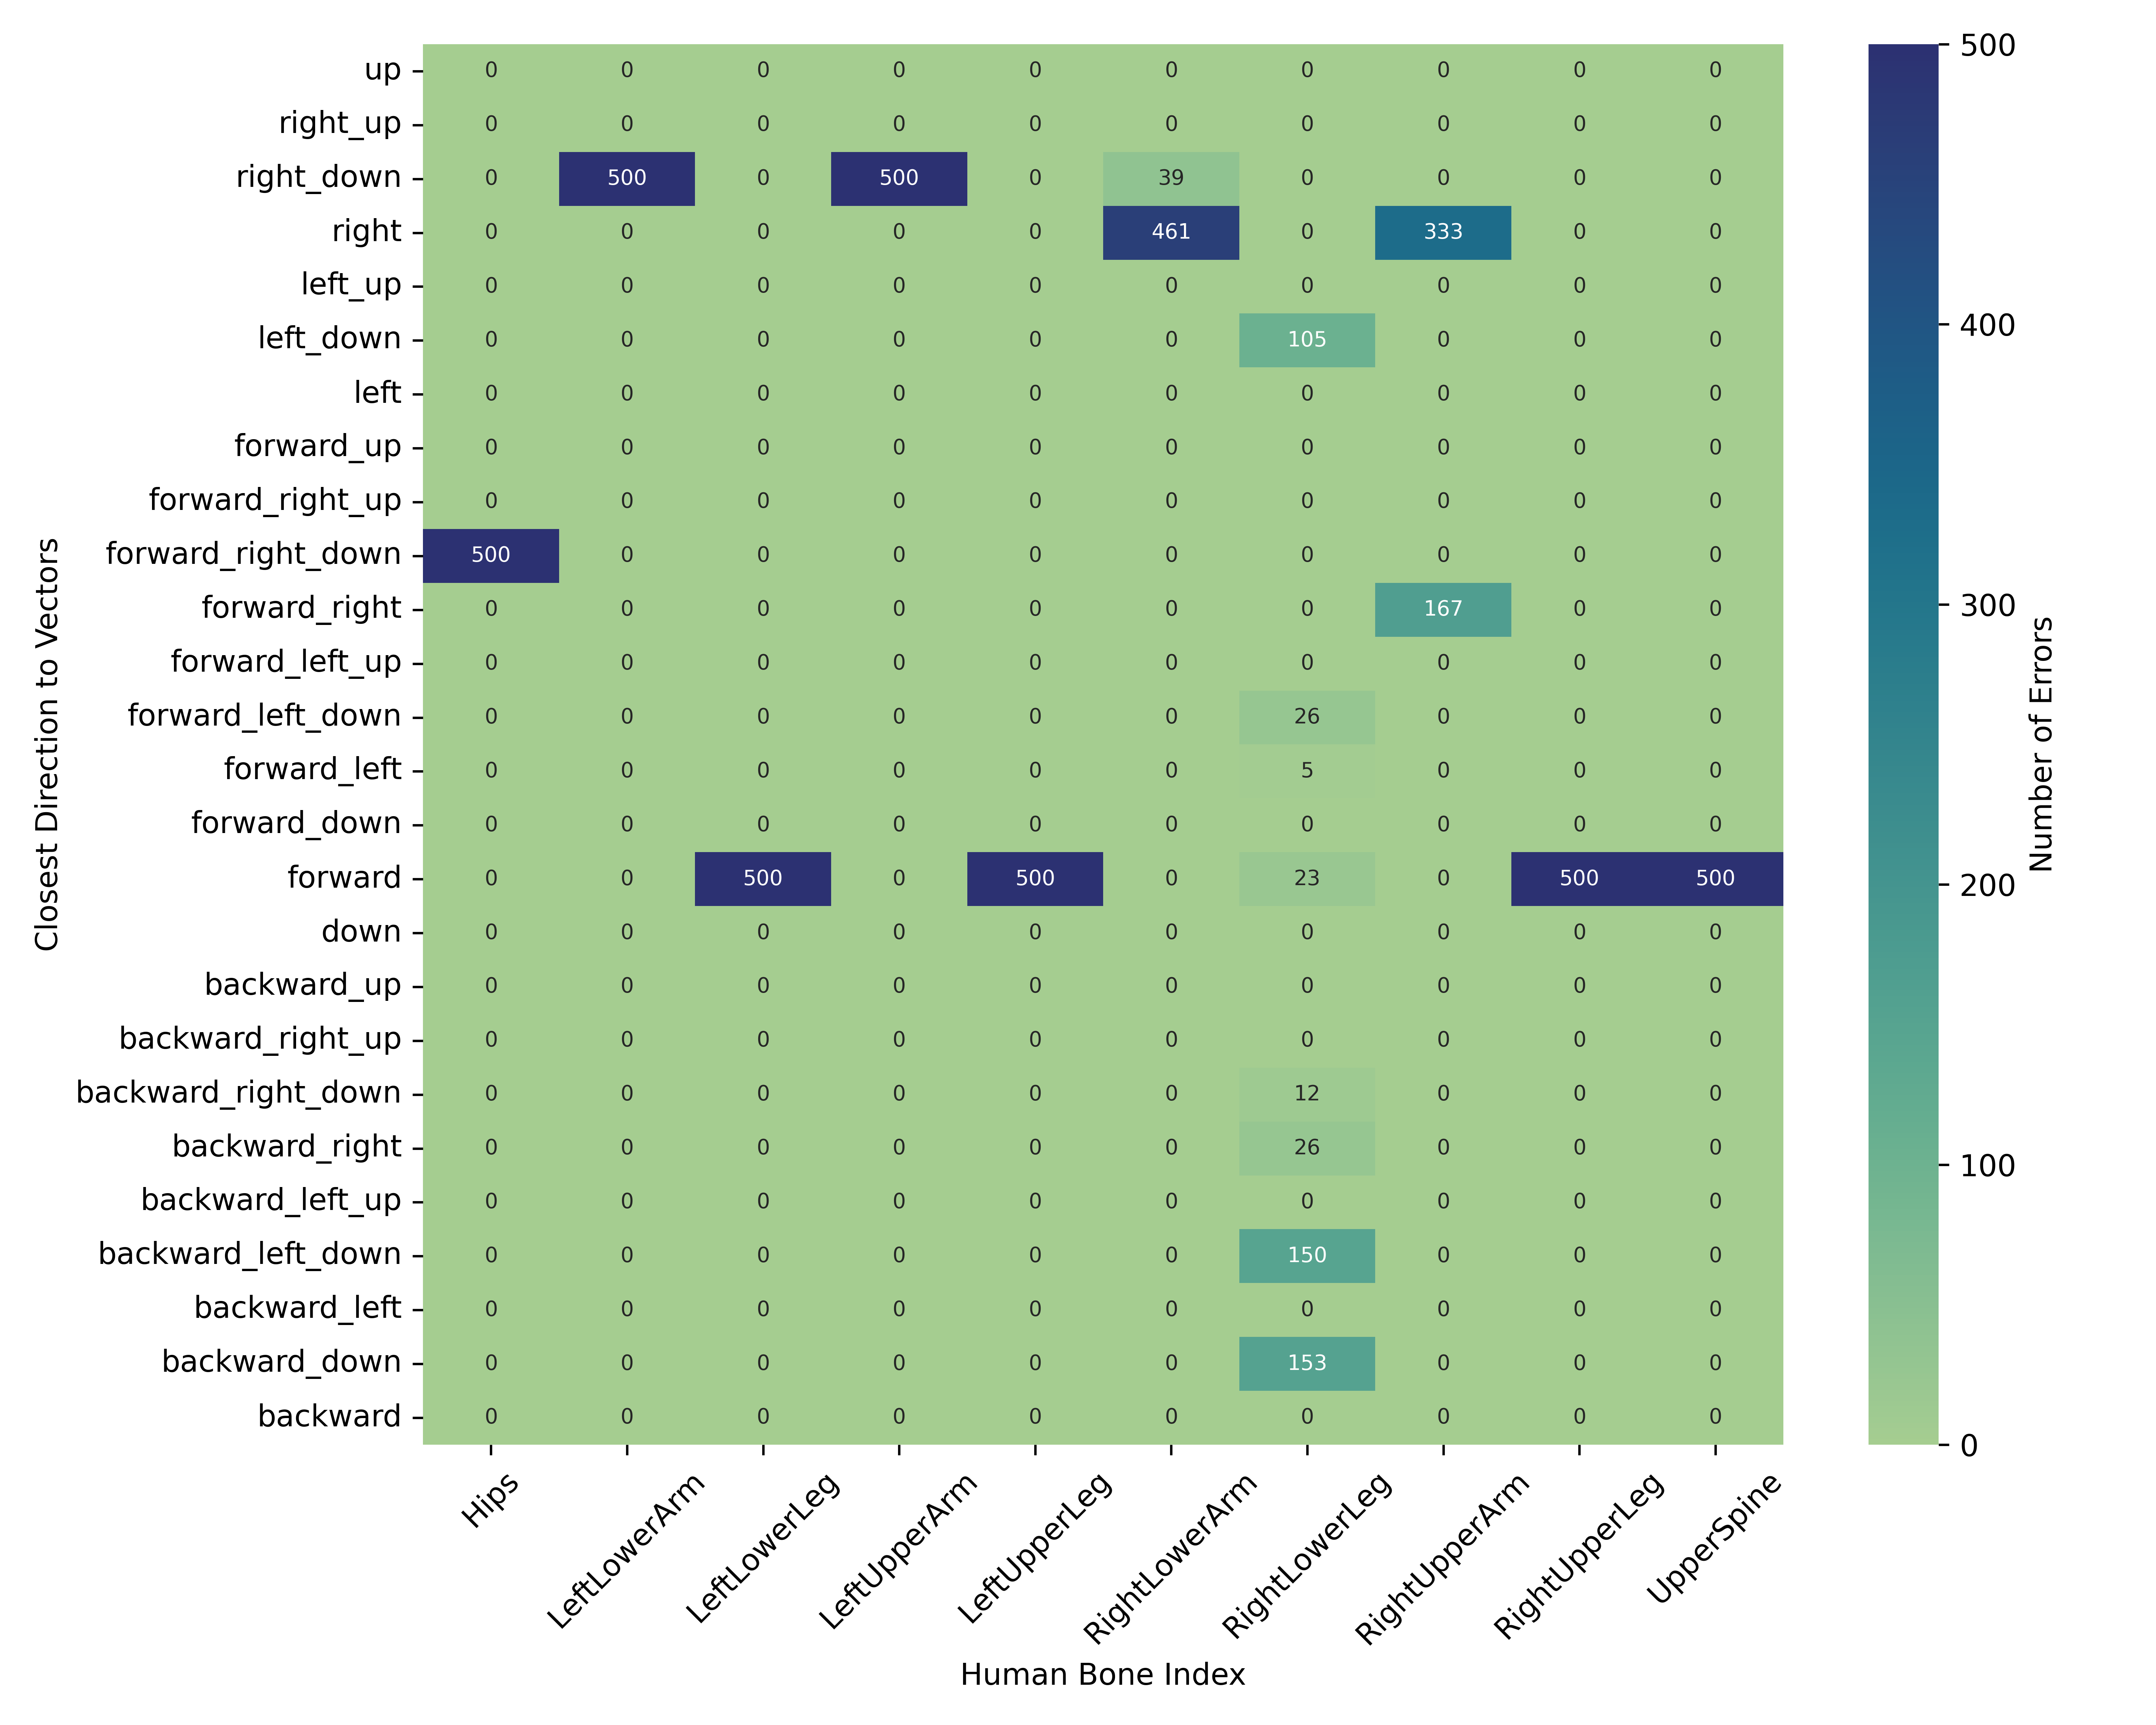 up 0 0 0 0 0 0 0 0 0 0
right_up 0 0 0 0 0 0 0 0 0 0
right_down 0 500 0 500 0 39 0 0 0 0
right 0 0 0 0 0 461 0 333 0 0
left_up 0 0 0 0 0 0 0 0 0 0
left_down 0 0 0 0 0 0 105 0 0 0
left 0 0 0 0 0 0 0 0 0 0
forward_up 0 0 0 0 0 0 0 0 0 0
forward_right_up 0 0 0 0 0 0 0 0 0 0
forward_right_down 500 0 0 0 0 0 0 0 0 0
forward_right 0 0 0 0 0 0 0 167 0 0
forward_left_up 0 0 0 0 0 0 0 0 0 0
forward_left_down 0 0 0 0 0 0 26 0 0 0
forward_left 0 0 0 0 0 0 5 0 0 0
forward_down 0 0 0 0 0 0 0 0 0 0
forward 0 0 500 0 500 0 23 0 500 500
down 0 0 0 0 0 0 0 0 0 0
backward_up 0 0 0 0 0 0 0 0 0 0
backward_right_up 0 0 0 0 0 0 0 0 0 0
backward_right_down 0 0 0 0 0 0 12 0 0 0
backward_right 0 0 0 0 0 0 26 0 0 0
backward_left_up 0 0 0 0 0 0 0 0 0 0
backward_left_down 0 0 0 0 0 0 150 0 0 0
backward_left 0 0 0 0 0 0 0 0 0 0
backward_down 0 0 0 0 0 0 153 0 0 0
backward 0 0 0 0 0 0 0 0 0 0
Hips LeftLowerArm LeftLowerLeg LeftUpperArm LeftUpperLeg RightLowerArm RightLowerLeg RightUpperArm RightUpperLeg UpperSpine
Human Bone Index
Closest Direction to Vectors
500
400
300
200
100
0
Number of Errors